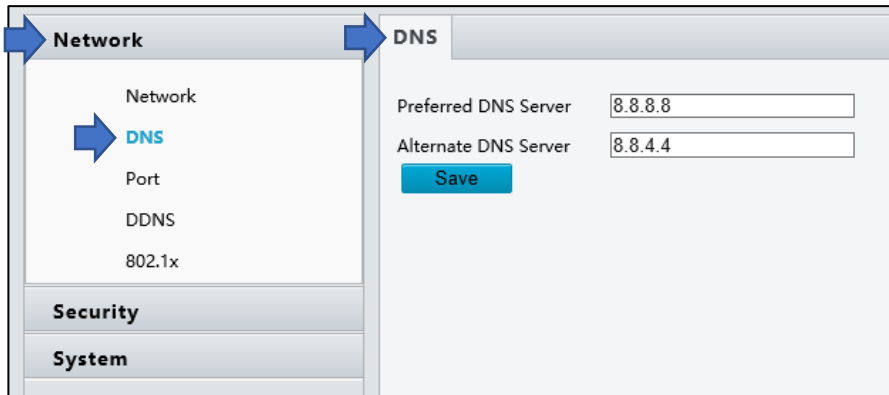 Network
Network
DNS
Port
DDNS
802.1x
Security
System
DNS
Preferred DNS Server 8.8.8.8
Alternate DNS Server 8.8.4.4
Save